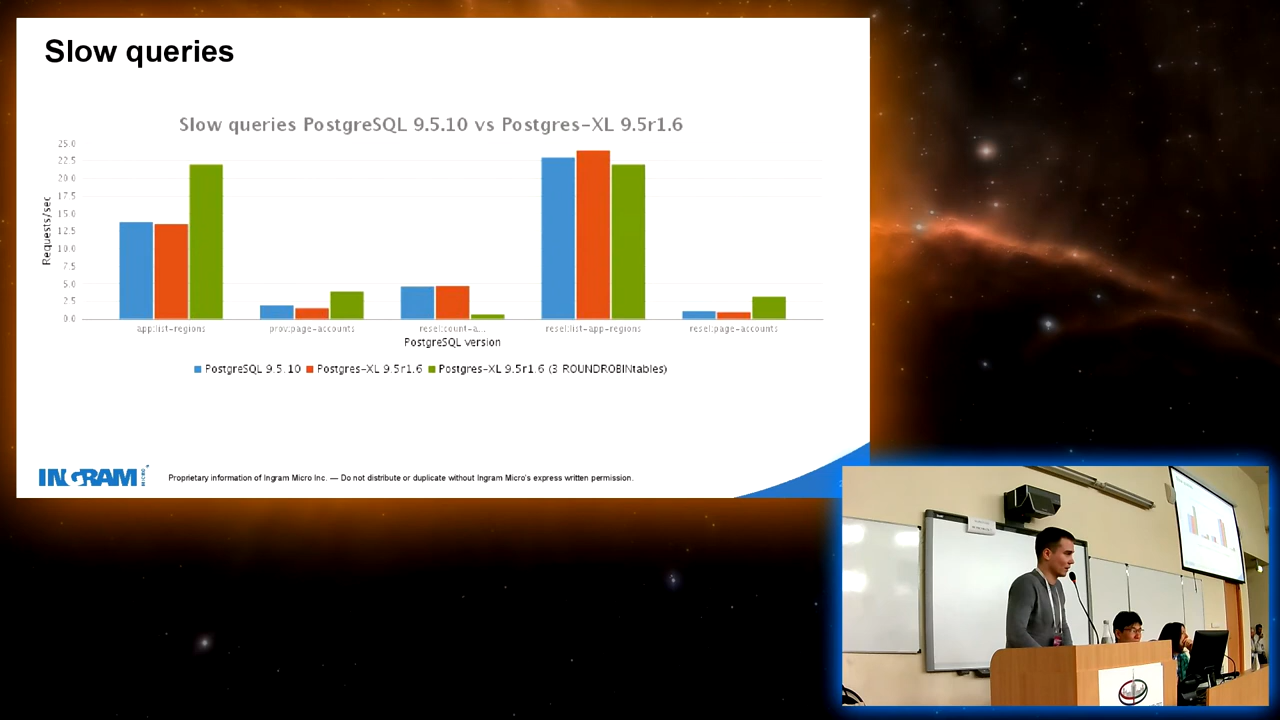 Slow queries
Slow queries PostgreSQL 9.5.10 vs Postgres-XL 9.5r1.6
Requests/sec
25.0
22.5
20.0
17.5
15.0
12.5
10.0
7.5
5.0
2.5
0.0
app:list-regions
prov:page-accounts
resel:count-a...
resel:list-app-regions
resel:page-accounts
PostgreSQL version
PostgreSQL 9.5.10
Postgres-XL 9.5r1.6
Postgres-XL 9.5r1.6 (3 ROUNDROBINtables)
INGRAM MICRO
Proprietary information of Ingram Micro Inc. — Do not distribute or duplicate without Ingram Micro's express written permission.